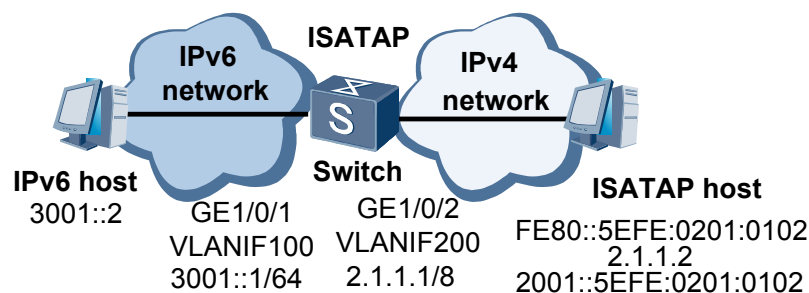 ISATAP
IPv6
network
IPv4
network
S
Switch
IPv6 host
3001::2
GE1/0/1
VLANIF100
3001::1/64
GE1/0/2
VLANIF200
2.1.1.1/8
ISATAP host
FE80::5EFE:0201:0102
2.1.1.2
2001::5EFE:0201:0102